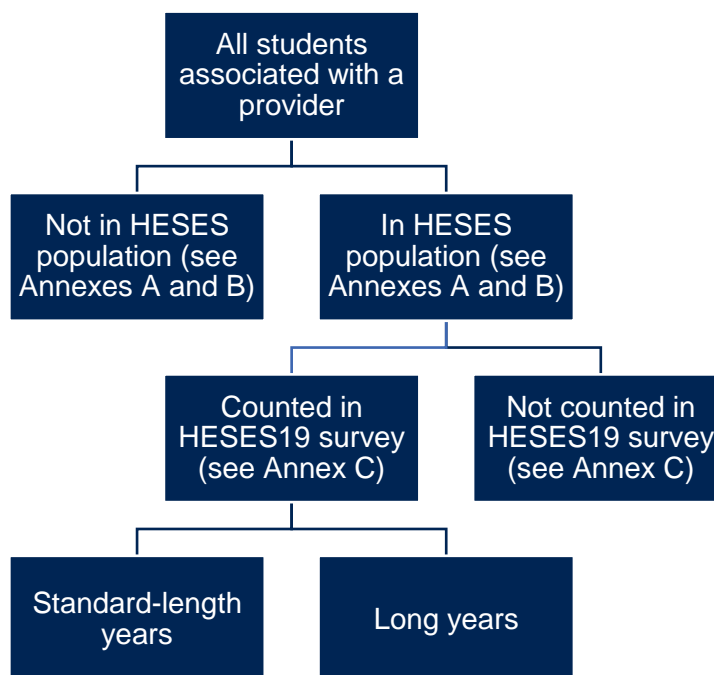 All students
associated with a
provider
Not in HESES
population (see
Annexes A and B)
In HESES
population (see
Annexes A and B)
Counted in
HESES19 survey
(see Annex C)
Not counted in
HESES19 survey
(see Annex C)
Standard-length
years
Long years